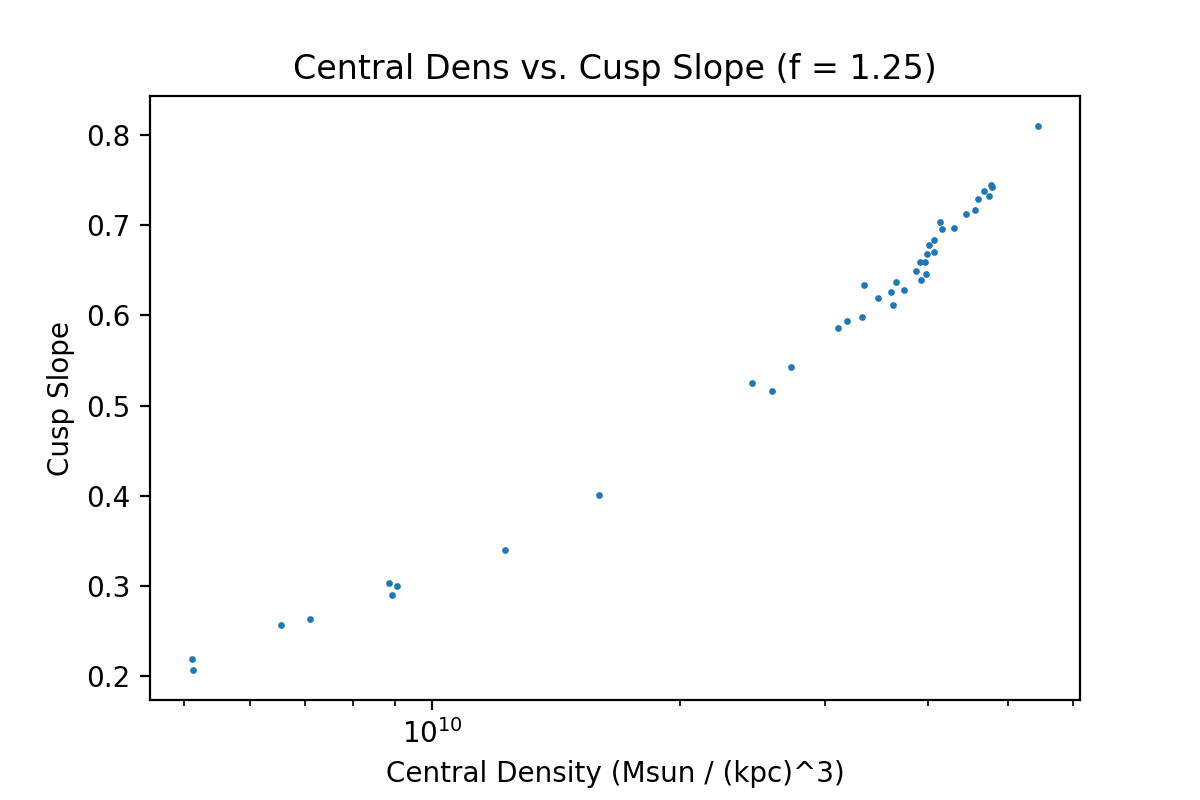 Central Dens vs. Cusp Slope (f = 1.25)
0.8
0.7
0.6
0.5
0.4
0.3
0.2
Cusp Slope
10^10
Central Density (Msun / (kpc)^3)